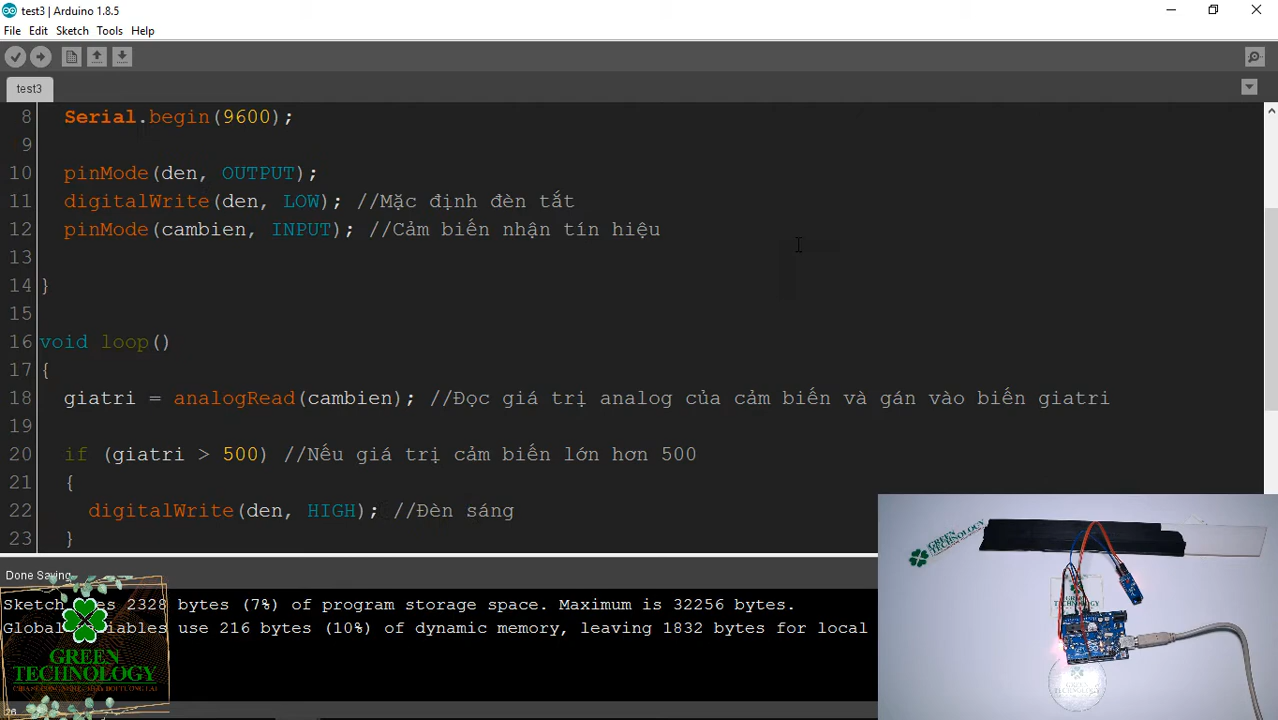 test3 | Arduino 1.8.5
File Edit Sketch Tools Help
test3
8 Serial.begin(9600);
9
10 pinMode(den, OUTPUT);
11 digitalWrite(den, LOW); //Mặc định đèn tắt
12 pinMode(cambien, INPUT); //Cảm biến nhận tín hiệu
13
14 }
15
16 void loop()
17 {
18 giatri = analogRead(cambien); //Đọc giá trị analog của cảm biến và gán vào biến giatri
19
20 if (giatri > 500) //Nếu giá trị cảm biến lớn hơn 500
21 {
22 digitalWrite(den, HIGH); //Đèn sáng
23 }
Done Saving
Sketch uses 2328 bytes (7%) of program storage space. Maximum is 32256 bytes.
Global variables use 216 bytes (10%) of dynamic memory, leaving 1832 bytes for local
GREEN
TECHNOLOGY
26
GREEN
TECHNOLOGY